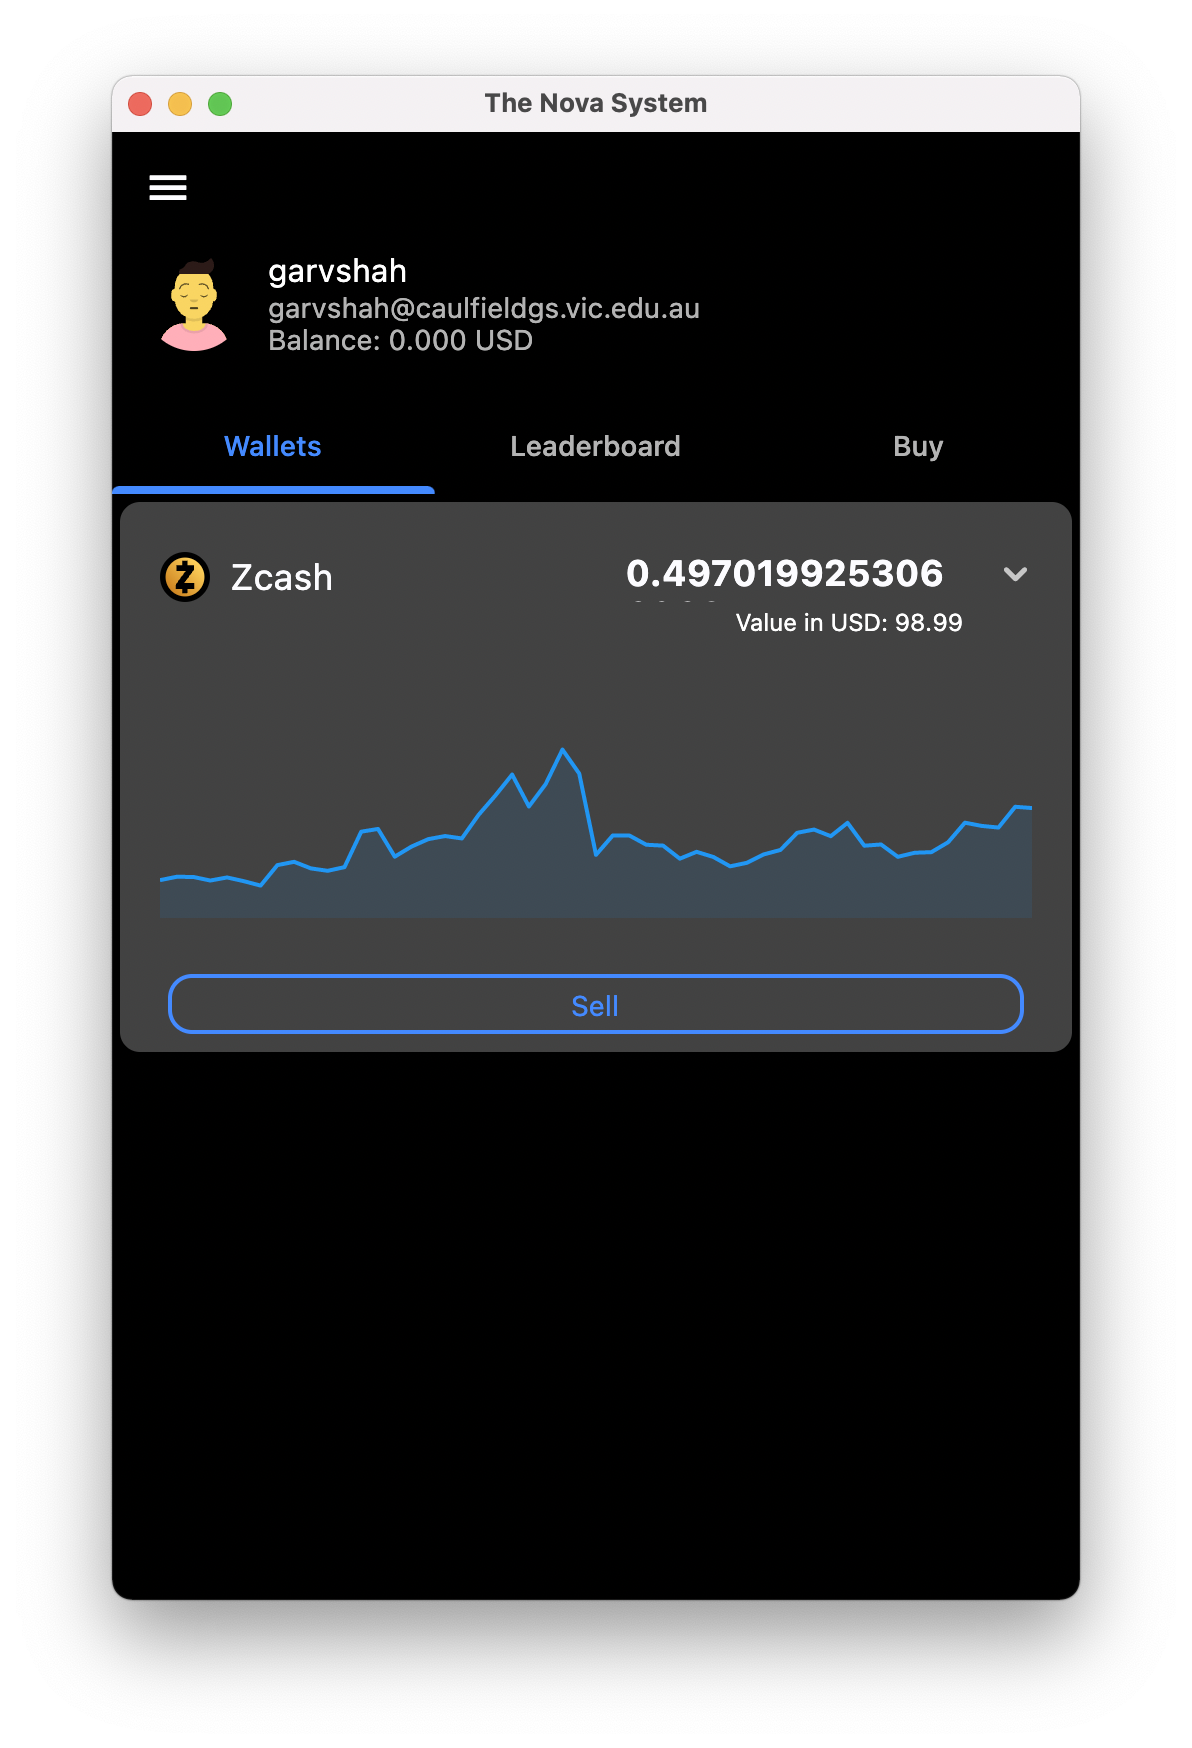 The Nova System
garvshah
garvshah@caulfieldgs.vic.edu.au
Balance: 0.000 USD
Wallets Leaderboard Buy
Zcash 0.497019925306
Value in USD: 98.99
Sell